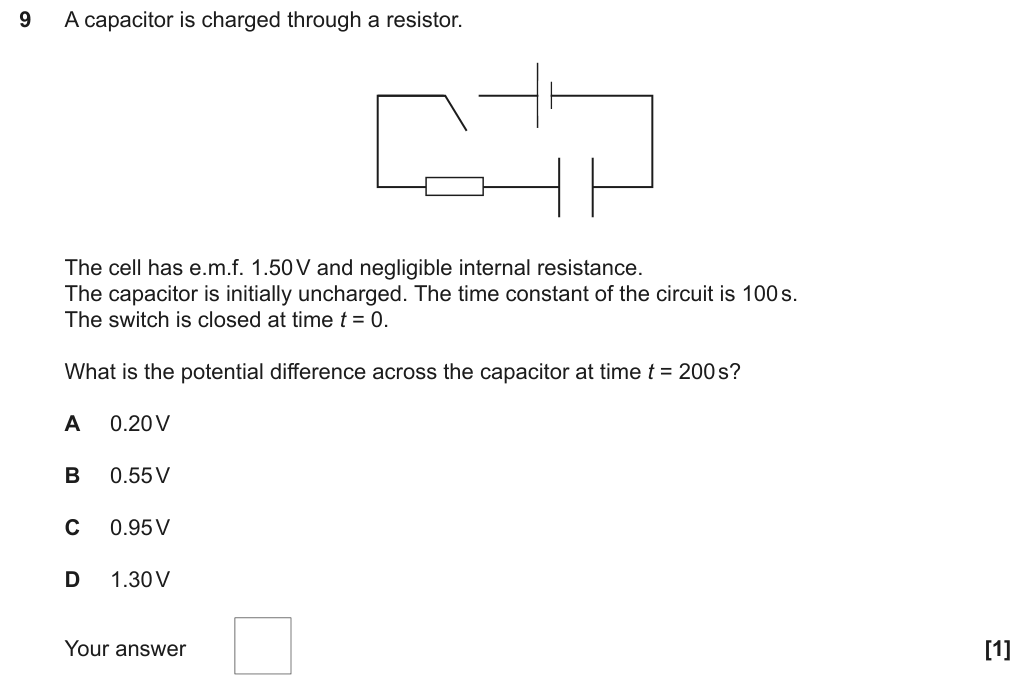 9 A capacitor is charged through a resistor.
The cell has e.m.f. 1.50 V and negligible internal resistance.
The capacitor is initially uncharged. The time constant of the circuit is 100 s.
The switch is closed at time t = 0.
What is the potential difference across the capacitor at time t = 200 s?
A 0.20 V
B 0.55 V
C 0.95 V
D 1.30 V
Your answer [1]